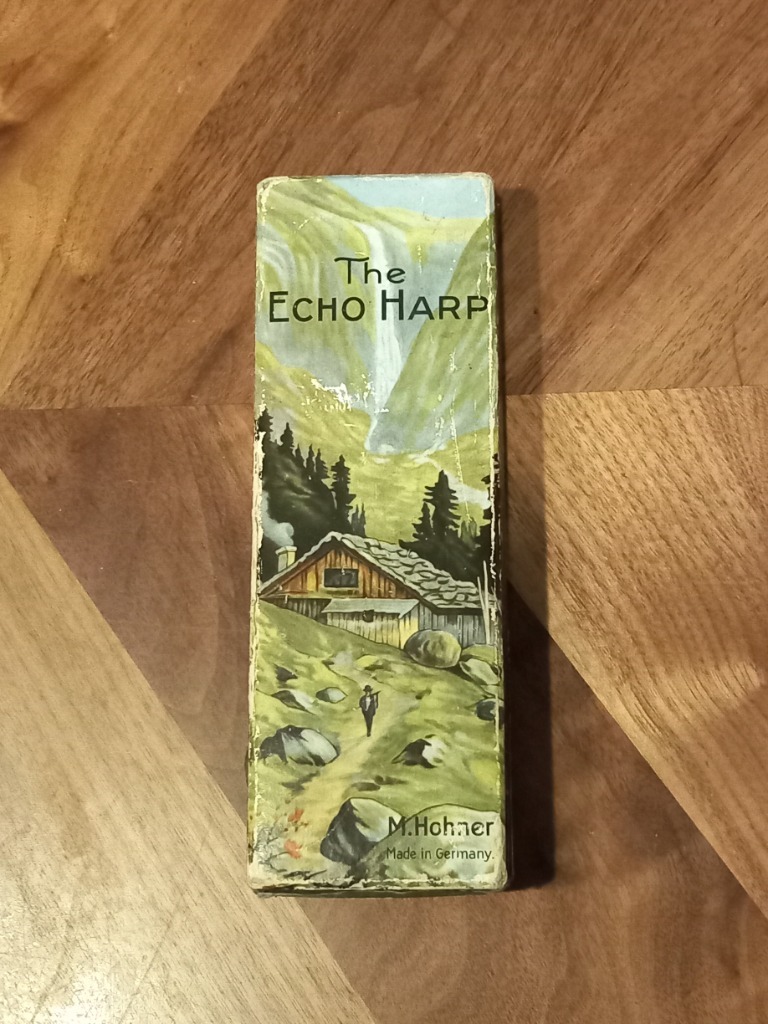 The
ECHO HARP
M.Hohner
Made in Germany.